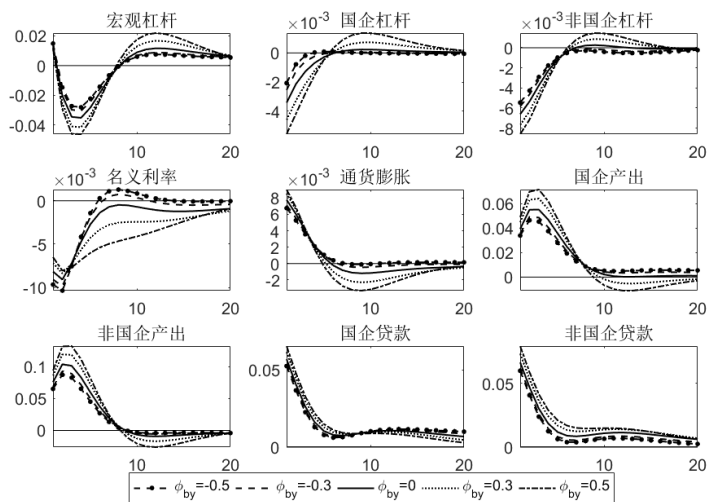 宏观杠杆 国企杠杆 非国企杠杆
×10⁻³ ×10⁻³
0.02 0 -0.02 -0.04
0 -2 -4
0 -2 -4 -6 -8
10 20 10 20 10 20
名义利率 通货膨胀 国企产出
×10⁻³ ×10⁻³
0 -5 -10
8 6 4 2 0 -2
0.06 0.04 0.02 0
10 20 10 20 10 20
非国企产出 国企贷款 非国企贷款
0.1 0.05 0
0.05 0
0.05 0
10 20 10 20 10 20
ϕby=-0.5 ϕby=-0.3 ϕby=0 ϕby=0.3 ϕby=0.5